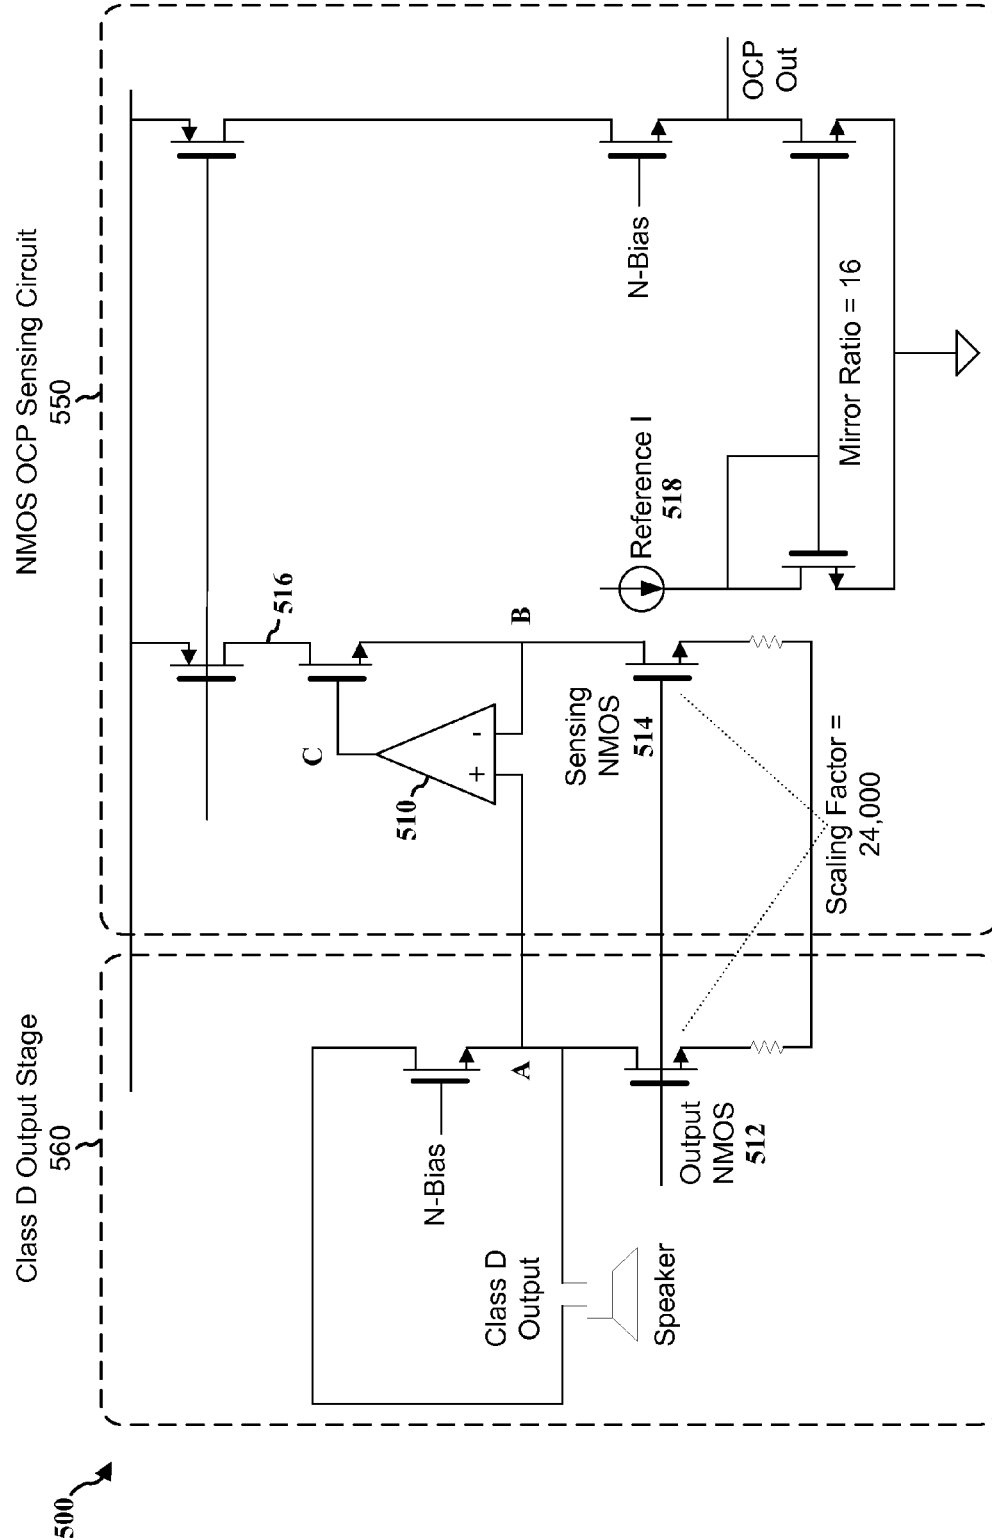 500
Class D Output Stage
560
NMOS OCP Sensing Circuit
550
N-Bias
Class D
Output
Speaker
A
Output
NMOS
512
C
510
+
-
516
B
Sensing
NMOS
514
Scaling Factor =
24,000
Reference I
518
Mirror Ratio = 16
N-Bias
OCP
Out